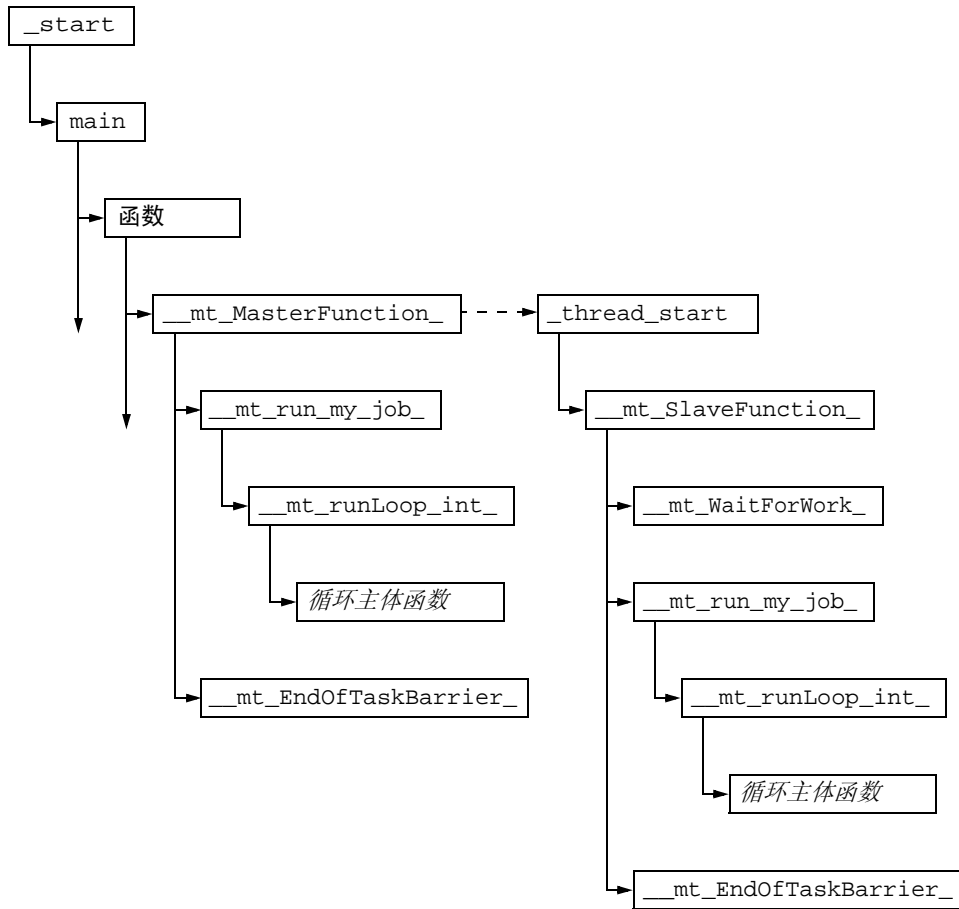 _start
main
函数
__mt_MasterFunction_
_thread_start
__mt_run_my_job_
__mt_SlaveFunction_
__mt_runLoop_int_
__mt_WaitForWork_
循环主体函数
__mt_run_my_job_
__mt_EndOfTaskBarrier_
__mt_runLoop_int_
循环主体函数
__mt_EndOfTaskBarrier_